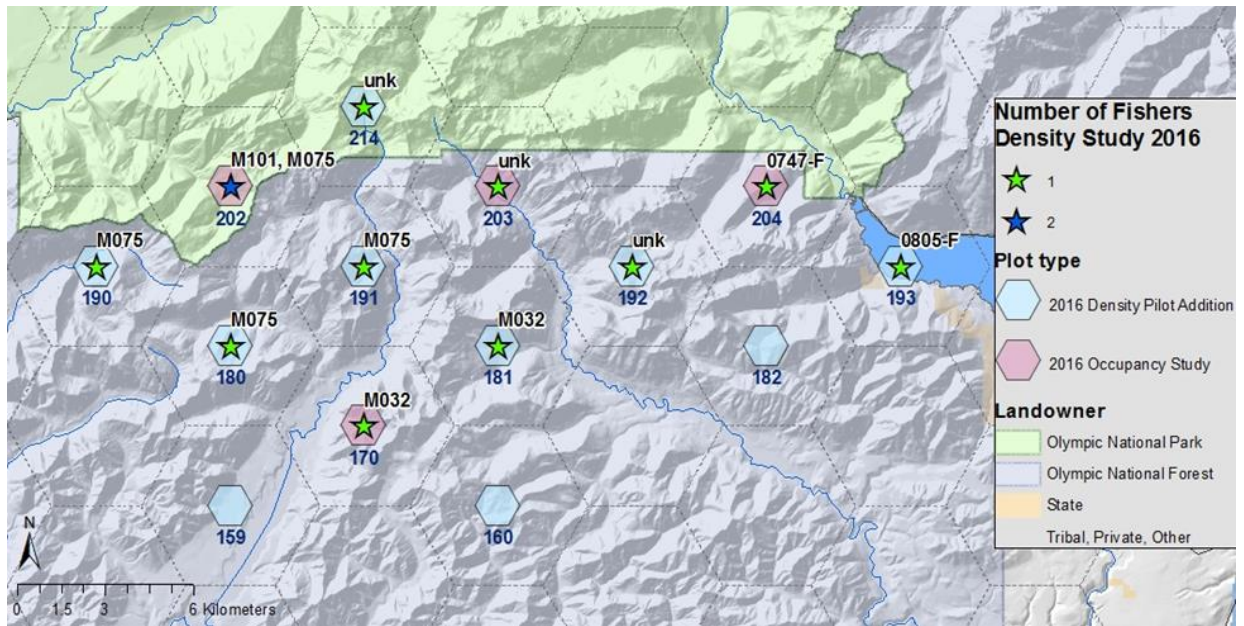 unk
214
M101, M075
202
unk
203
0747-F
204
M075
190
M075
191
unk
192
0805-F
193
M075
180
M032
181
182
M032
170
159
160
N
0 1.5 3 6 Kilometers
Number of Fishers
Density Study 2016
1
2
Plot type
2016 Density Pilot Addition
2016 Occupancy Study
Landowner
Olympic National Park
Olympic National Forest
State
Tribal, Private, Other